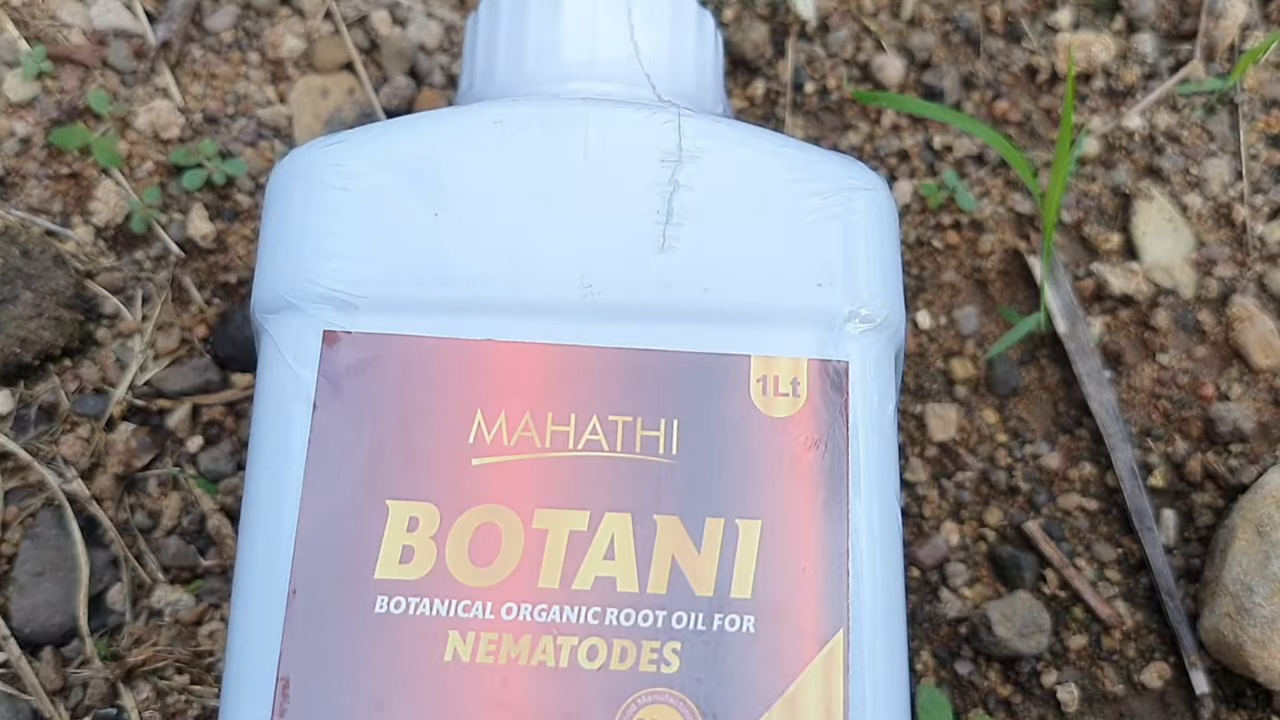 1Lt
MAHATHI
BOTANI
BOTANICAL ORGANIC ROOT OIL FOR
NEMATODES